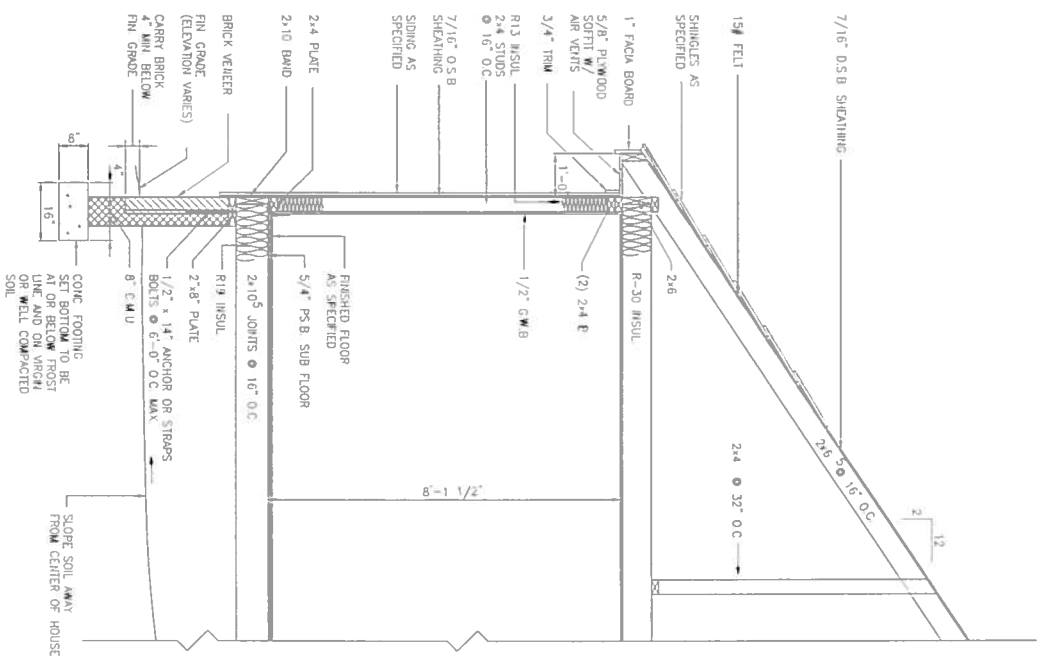 7/16" O.S.B. SHEATHING
15# FELT
SHINGLES AS
SPECIFIED
1" FACIA BOARD
5/8" PLYWOOD
SOFFIT W/
AIR VENTS
3/4" TRIM
R13 INSUL
2x4 STUDS
@ 16" O.C.
7/16" O.S.B
SHEATHING
SIDING AS
SPECIFIED
2x4 PLATE
2x10 BAND
BRICK VENEER
FIN GRADE
(ELEVATION VARIES)
CARRY BRICK
4" MIN BELOW
FIN. GRADE
2
12
2x6 S @ 16" O.C.
2x4 @ 32" O.C
1'-0
2x6
R-30 INSUL
(2) 2x4
1/2" G.W.B
8'-1 1/2"
FINISHED FLOOR
AS SPECIFIED
5/4" P.S.B. SUB FLOOR
2x10S JOINTS @ 16" O.C.
R19 INSUL
2"x8" PLATE
1/2" x 14" ANCHOR OR STRAPS
BOLTS @ 6'-0" O.C. MAX
8" C.M.U
8"
4"
16"
CONC FOOTING
SET BOTTOM TO BE
AT OR BELOW FROST
LINE AND ON VIRGIN
OR WELL COMPACTED
SOIL
SLOPE SOIL AWAY
FROM CENTER OF HOUSE